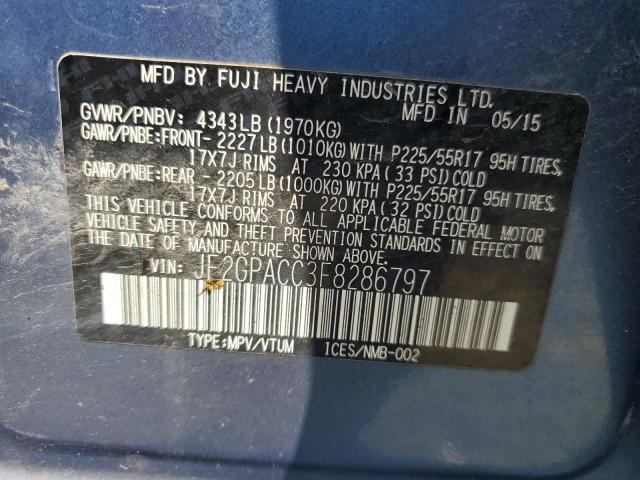 MFD BY FUJI HEAVY INDUSTRIES LTD.
GVWR/PNBV: 4343LB (1970KG) MFD IN 05/15
GAWR/PNBE:FRONT- 2227LB (1010KG) WITH P225/55R17 95H TIRES,
17X7J RIMS AT 230 KPA (33 PSI) COLD
GAWR/PNBE:REAR - 2205LB (1000KG) WITH P225/55R17 95H TIRES,
17X7J RIMS AT 220 KPA (32 PSI) COLD
THIS VEHICLE CONFORMS TO ALL APPLICABLE FEDERAL MOTOR
VEHICLE SAFETY AND THEFT PREVENTION STANDARDS IN EFFECT ON
THE DATE OF MANUFACTURE SHOWN ABOVE.
VIN: JF2GPACC3F8286797
TYPE:MPV/VTUM ICES/NMB-002